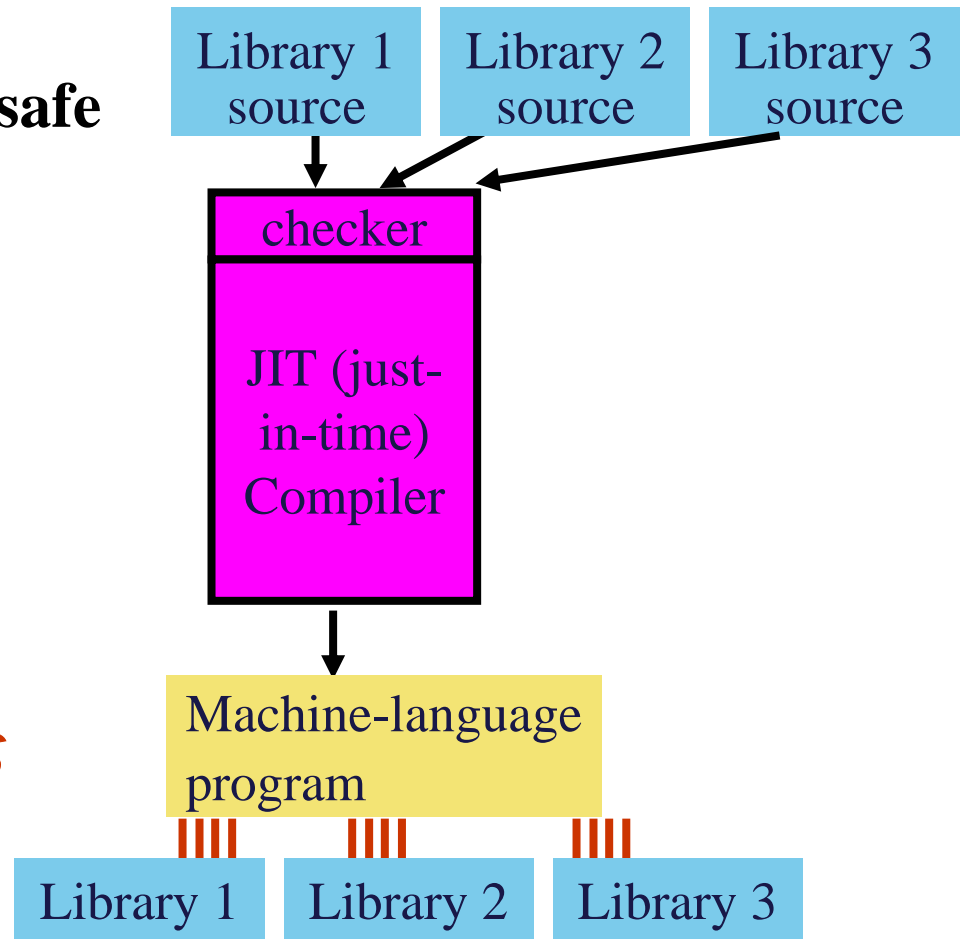 Library 1
source
Library 2
source
Library 3
source
safe
checker
JIT (just-
in-time)
Compiler
Machine-language
program
Library 1
Library 2
Library 3